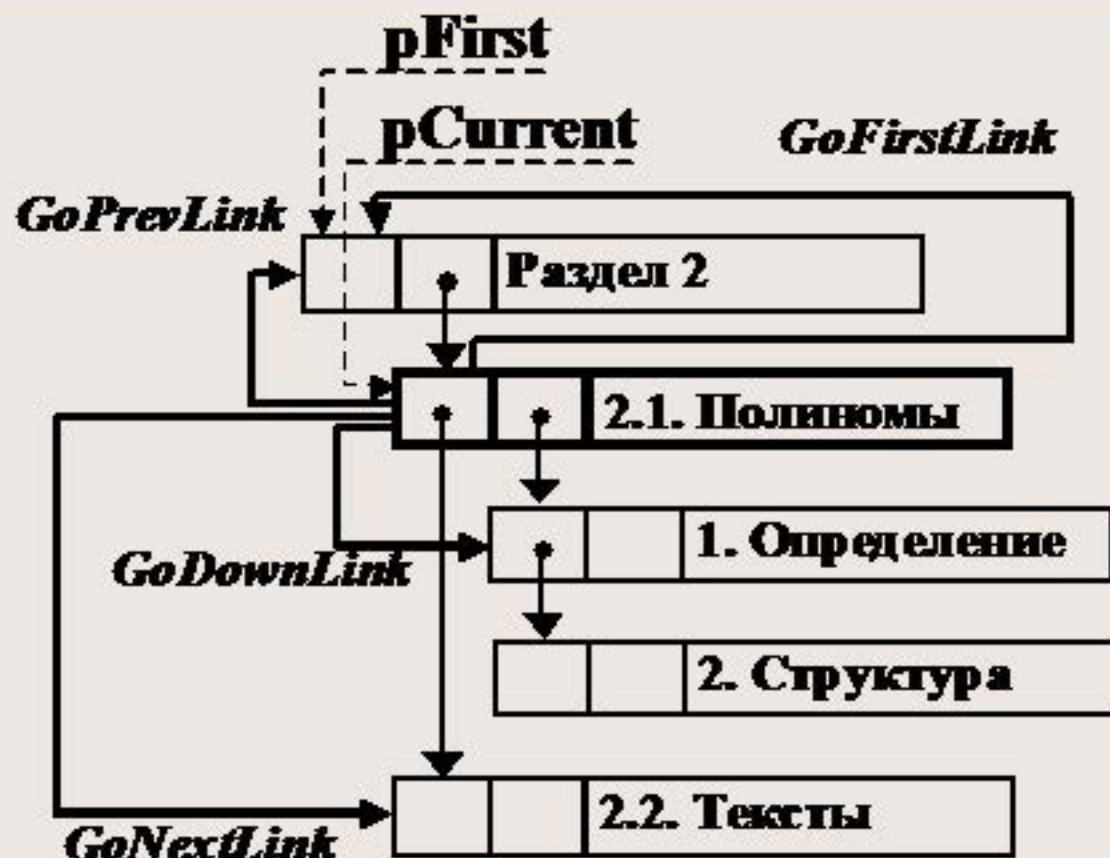 pFirst
pCurrent
GoFirstLink
GoPrevLink
Раздел 2
2.1. Полиномы
1. Определение
GoDownLink
2. Структура
2.2. Тексты
GoNextLink